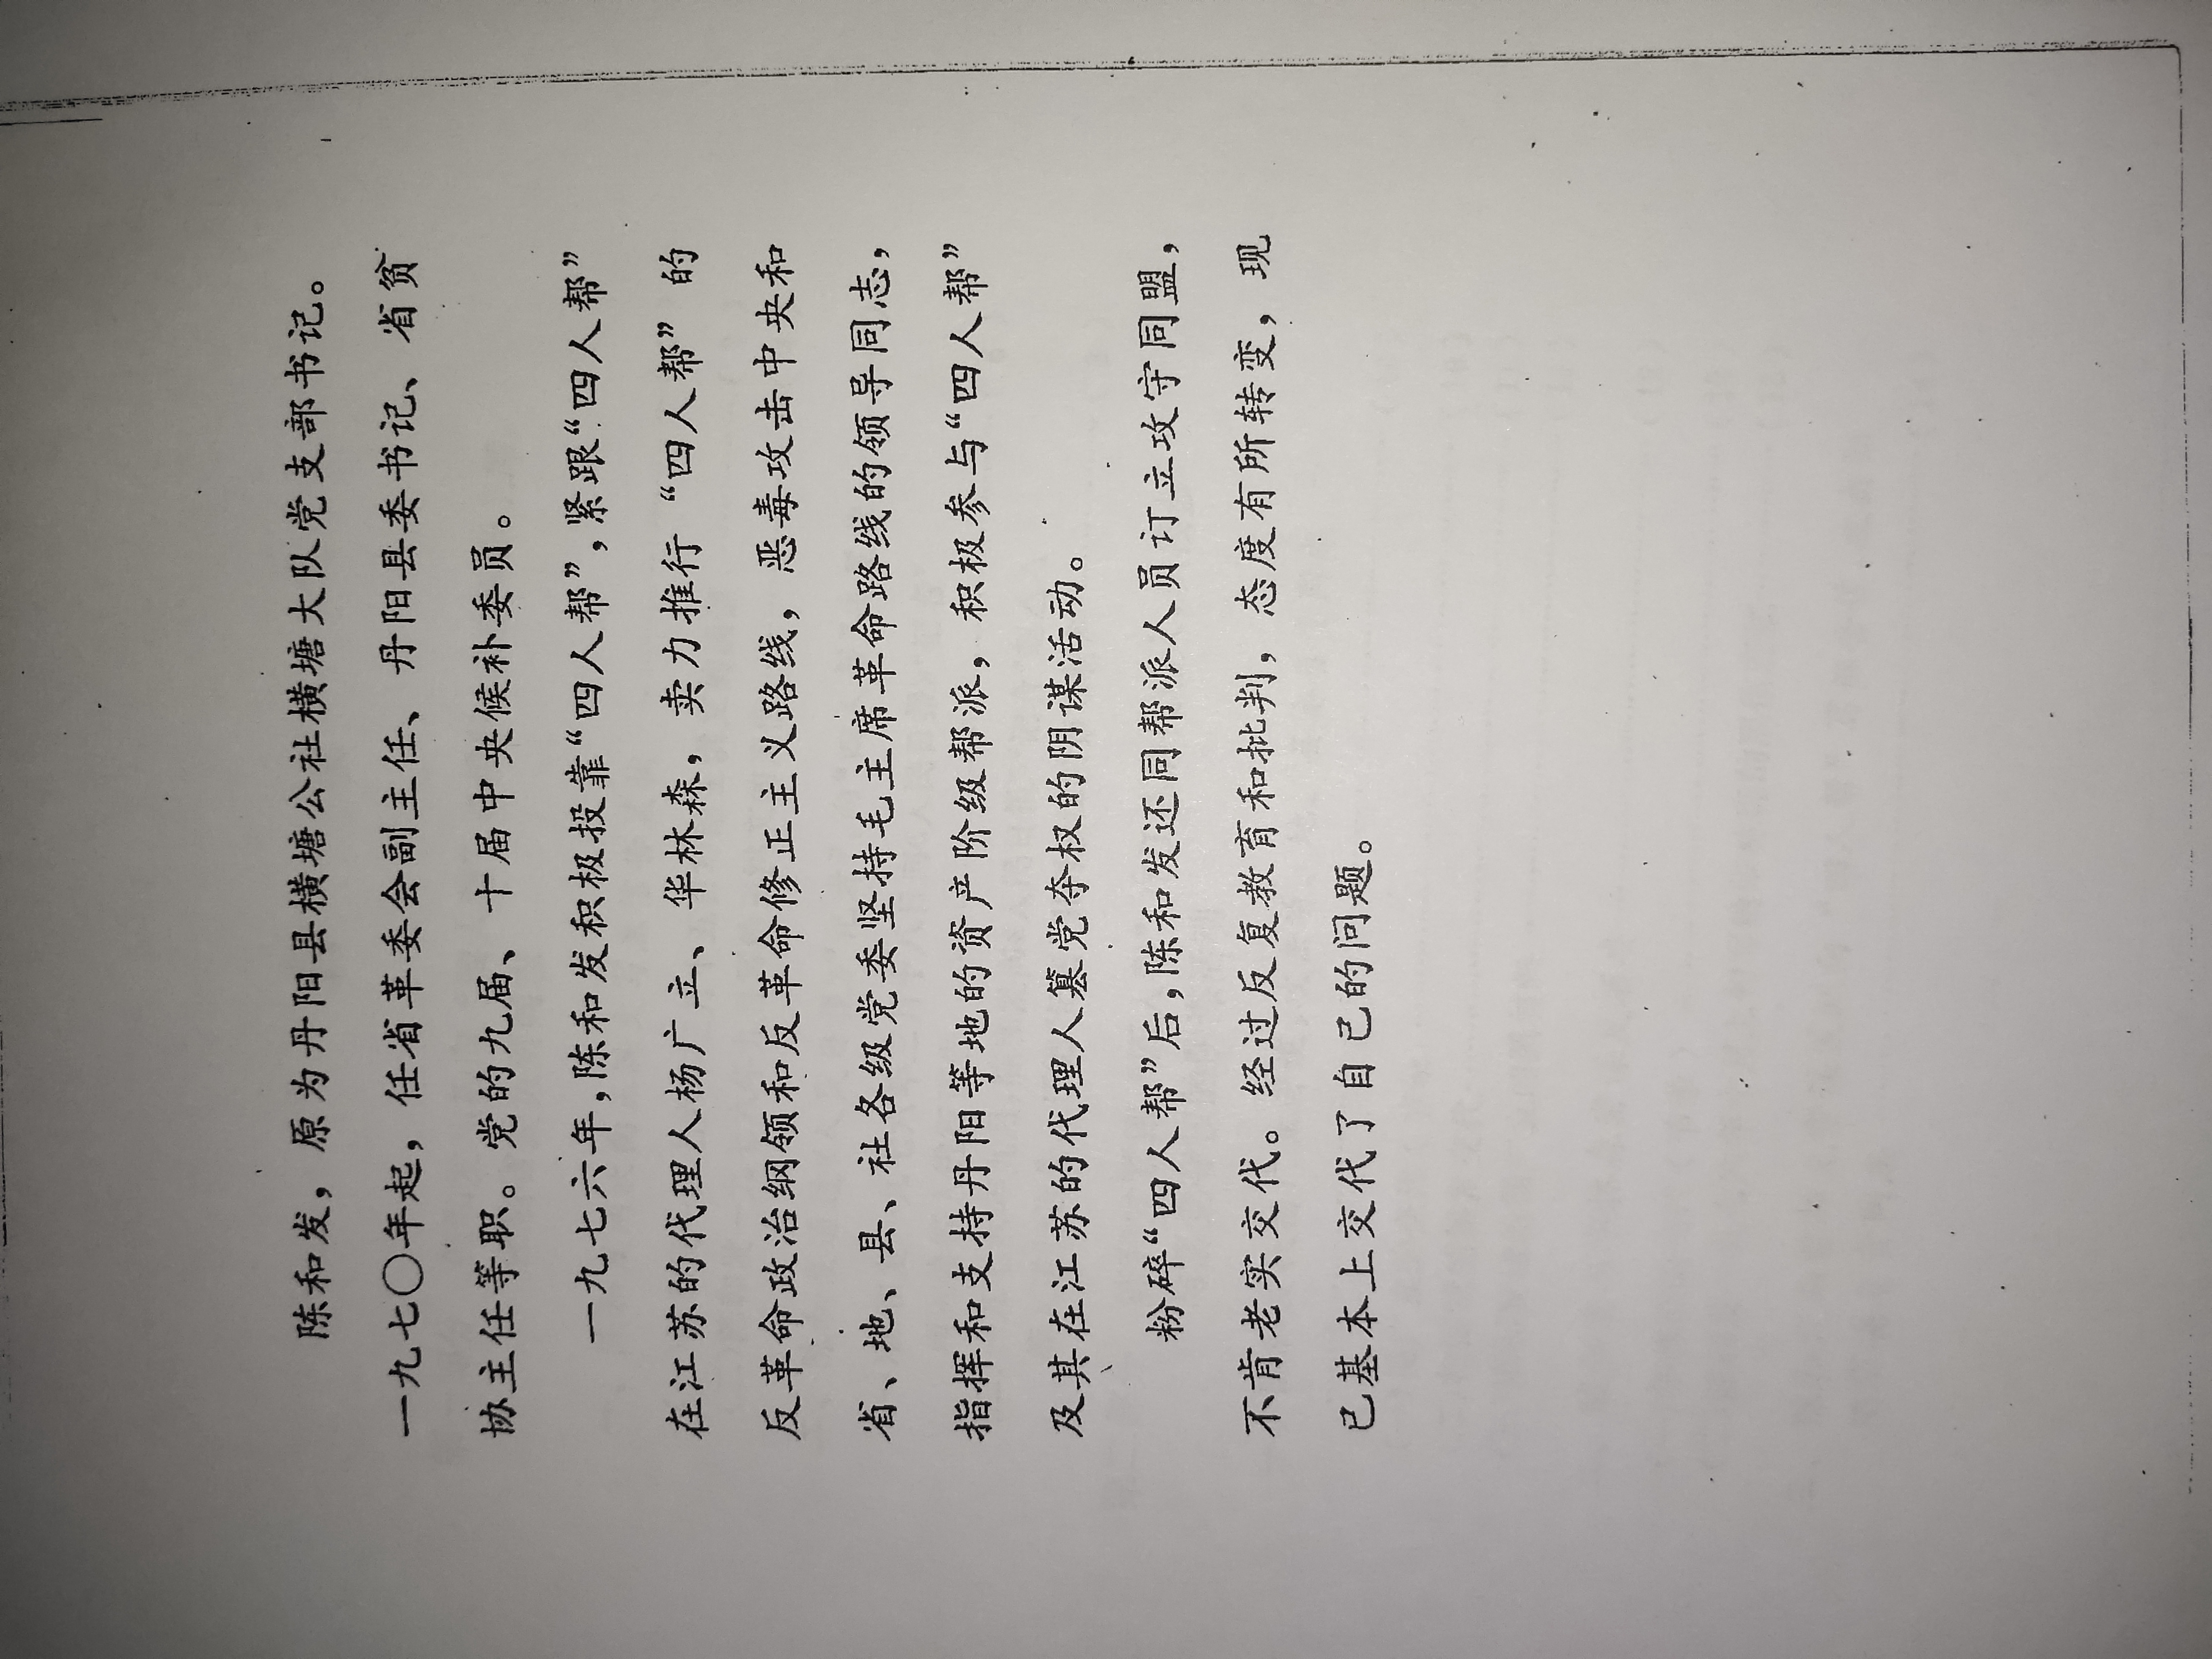 陈和发，原为丹阳县横塘公社横塘大队党支部书记。
一九七〇年起，任省革委会副主任、丹阳县委书记、省贫
协主任等职。党的九届、十届中央候补委员。
一九七六年，陈和发积极投靠“四人帮”，紧跟“四人帮”
在江苏的代理人杨广立、华林森，卖力推行“四人帮”的
反革命政治纲领和反革命修正主义路线，恶毒攻击中央和
省、地、县、社各级党委坚持毛主席革命路线的领导同志，
指挥和支持丹阳等地的资产阶级帮派，积极参与“四人帮”
及其在江苏的代理人篡党夺权的阴谋活动。
粉碎“四人帮”后，陈和发还同帮派人员订立攻守同盟，
不肯老实交代。经过反复教育和批判，态度有所转变，现
已基本上交代了自己的问题。